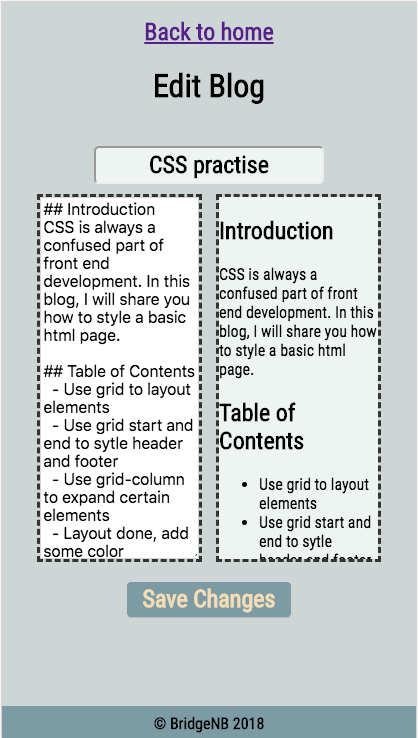 Back to home
Edit Blog
CSS practise
## Introduction
CSS is always a
confused part of
front end
development. In this
blog, I will share you
how to style a basic
html page.
## Table of Contents
- Use grid to layout
elements
- Use grid start and
end to sytle header
and footer
- Use grid-column
to expand certain
elements
- Layout done, add
some color
Introduction
CSS is always a
confused part of front
end development. In this
blog, I will share you how
to style a basic html
page.
Table of
Contents
• Use grid to layout
elements
• Use grid start and
end to sytle
header and footer
Save Changes
© BridgeNB 2018